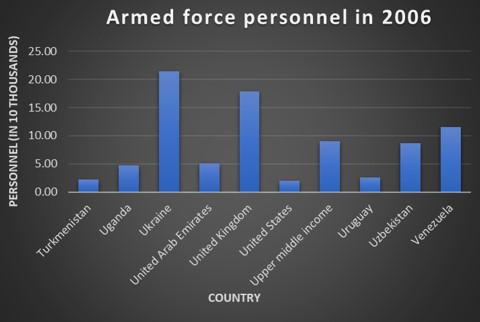 Armed force personnel in 2006
PERSONNEL (IN 10 THOUSANDS)
25.00
20.00
15.00
10.00
5.00
0.00
Turkmenistan
Uganda
Ukraine
United Arab Emirates
United Kingdom
United States
Upper middle income
Uruguay
Uzbekistan
Venezuela
COUNTRY